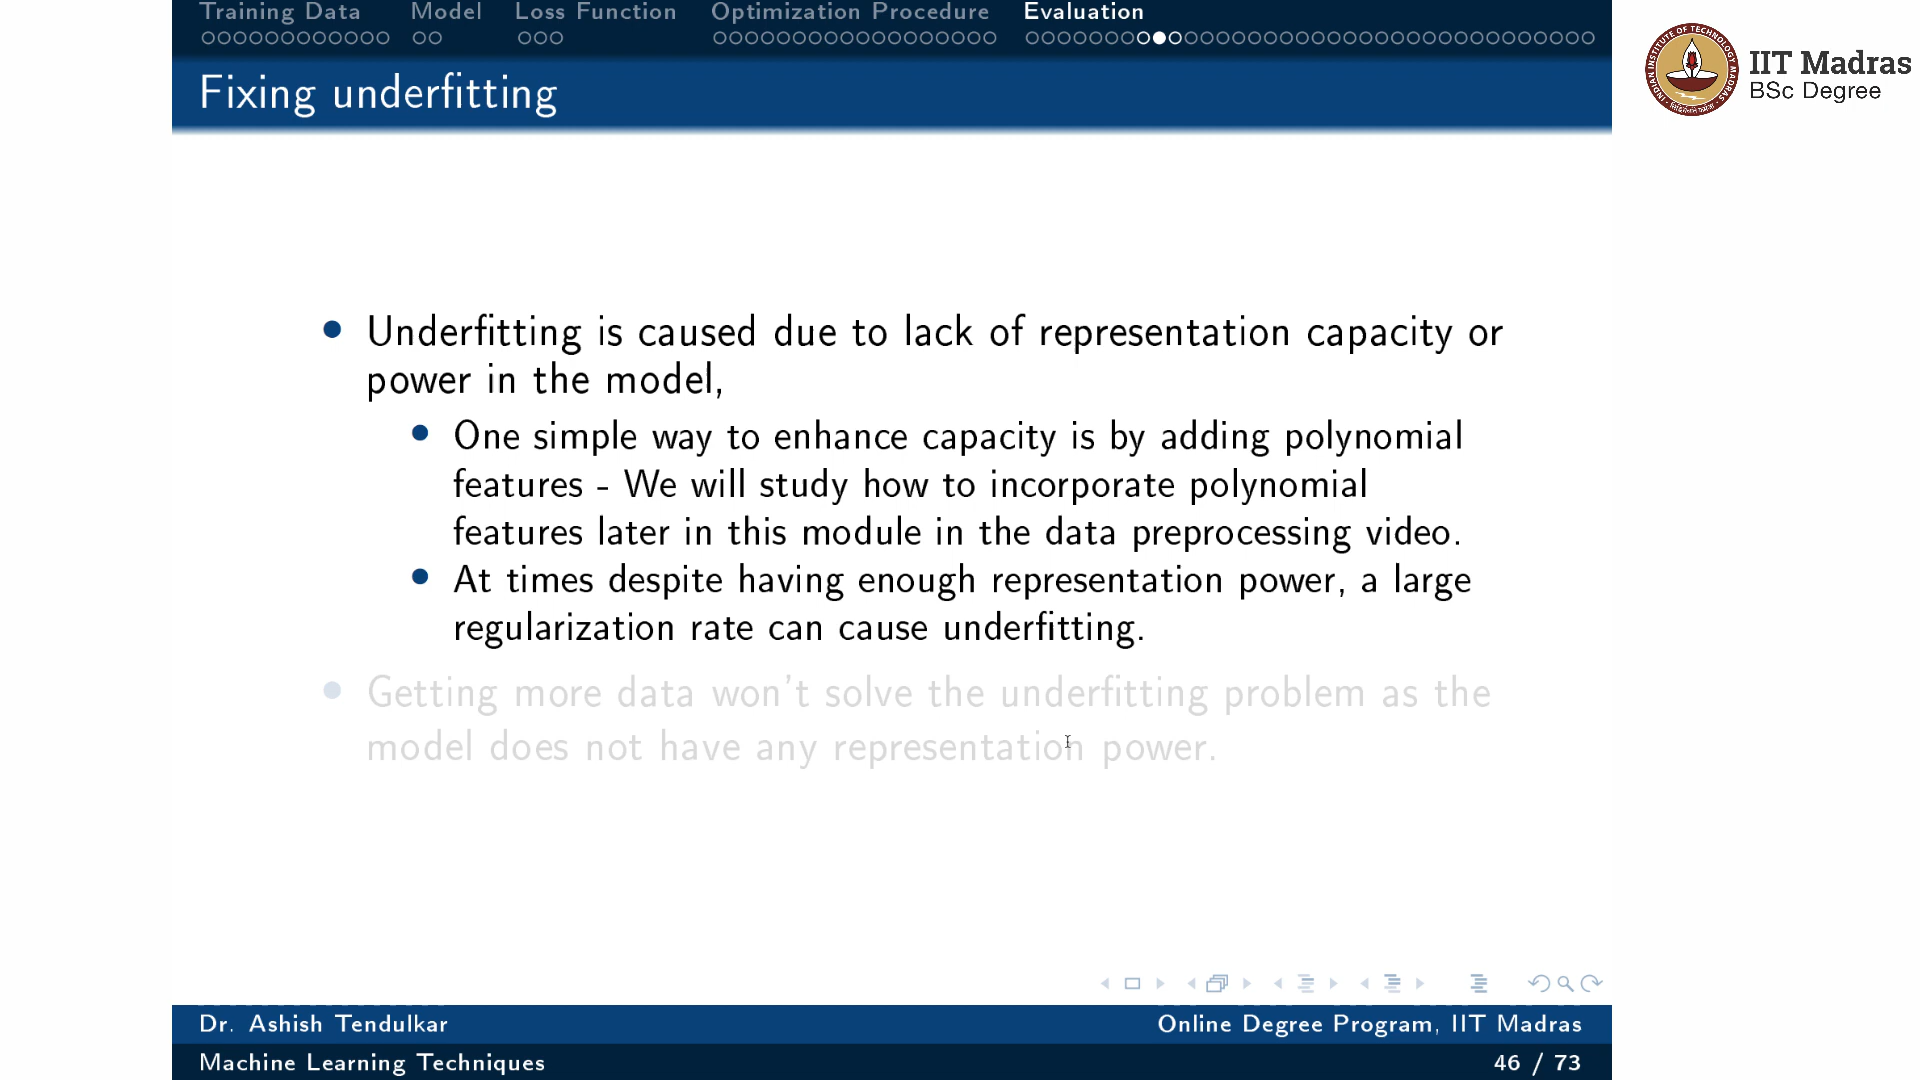 Training Data Model Loss Function Optimization Procedure Evaluation
IIT Madras
BSc Degree
Fixing underfitting
Underfitting is caused due to lack of representation capacity or
power in the model,
One simple way to enhance capacity is by adding polynomial
features - We will study how to incorporate polynomial
features later in this module in the data preprocessing video.
At times despite having enough representation power, a large
regularization rate can cause underfitting.
Getting more data won't solve the underfitting problem as the
model does not have any representation power.
Dr. Ashish Tendulkar Online Degree Program, IIT Madras
Machine Learning Techniques 46 / 73